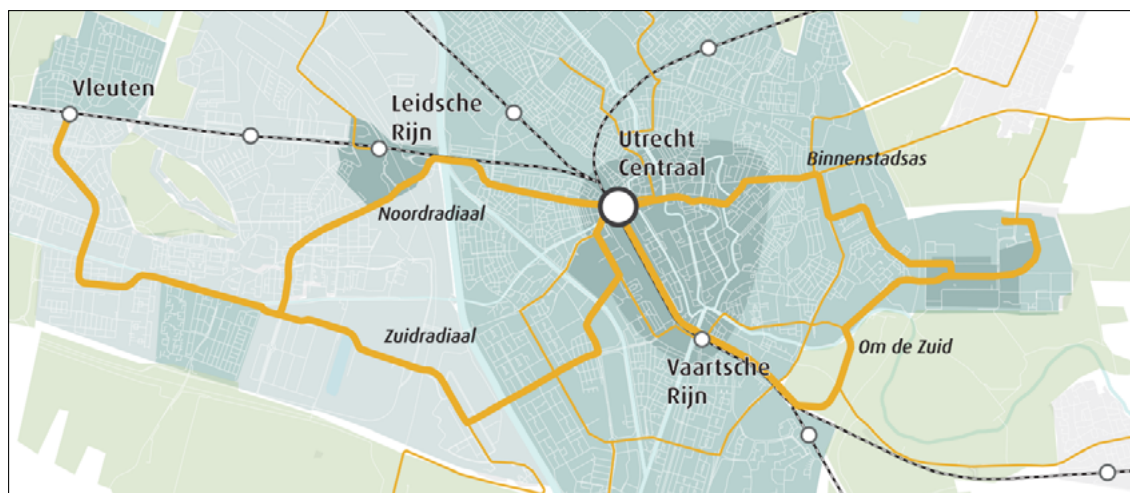 Vleuten
Leidsche
Rijn
Utrecht
Centraal
Binnenstadsas
Noordradiaal
Zuidradiaal
Vaartsche
Rijn
Om de Zuid